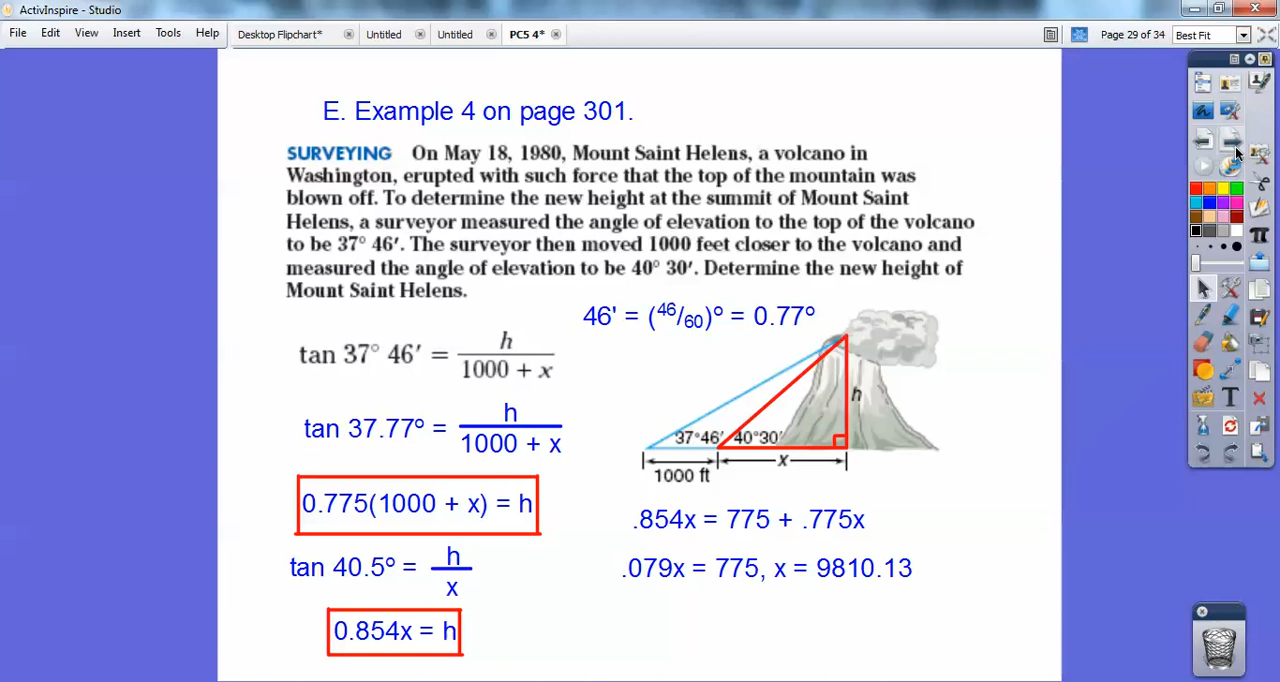 ActivInspire - Studio
File Edit View Insert Tools Help Desktop Flipchart* Untitled Untitled PC5 4* Page 29 of 34 Best Fit
E. Example 4 on page 301.
SURVEYING On May 18, 1980, Mount Saint Helens, a volcano in
Washington, erupted with such force that the top of the mountain was
blown off. To determine the new height at the summit of Mount Saint
Helens, a surveyor measured the angle of elevation to the top of the volcano
to be 37° 46′. The surveyor then moved 1000 feet closer to the volcano and
measured the angle of elevation to be 40° 30′. Determine the new height of
Mount Saint Helens.
46' = (46/60)º = 0.77º
tan 37° 46′ = h / 1000 + x
tan 37.77º = h / 1000 + x
0.775(1000 + x) = h
tan 40.5º = h / x
0.854x = h
h
37°46′ 40°30′
x
1000 ft
.854x = 775 + .775x
.079x = 775, x = 9810.13